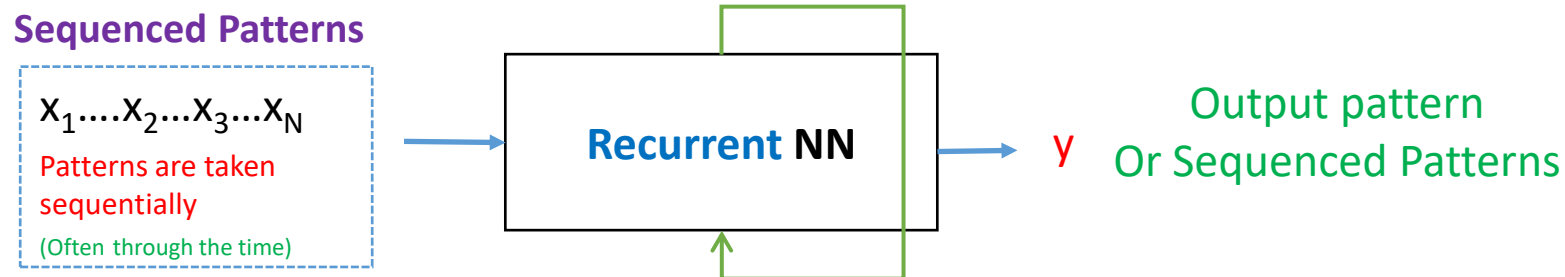 Sequenced Patterns
x₁....x₂...x₃...x_N
Patterns are taken
sequentially
(Often through the time)
Recurrent NN
y
Output pattern
Or Sequenced Patterns